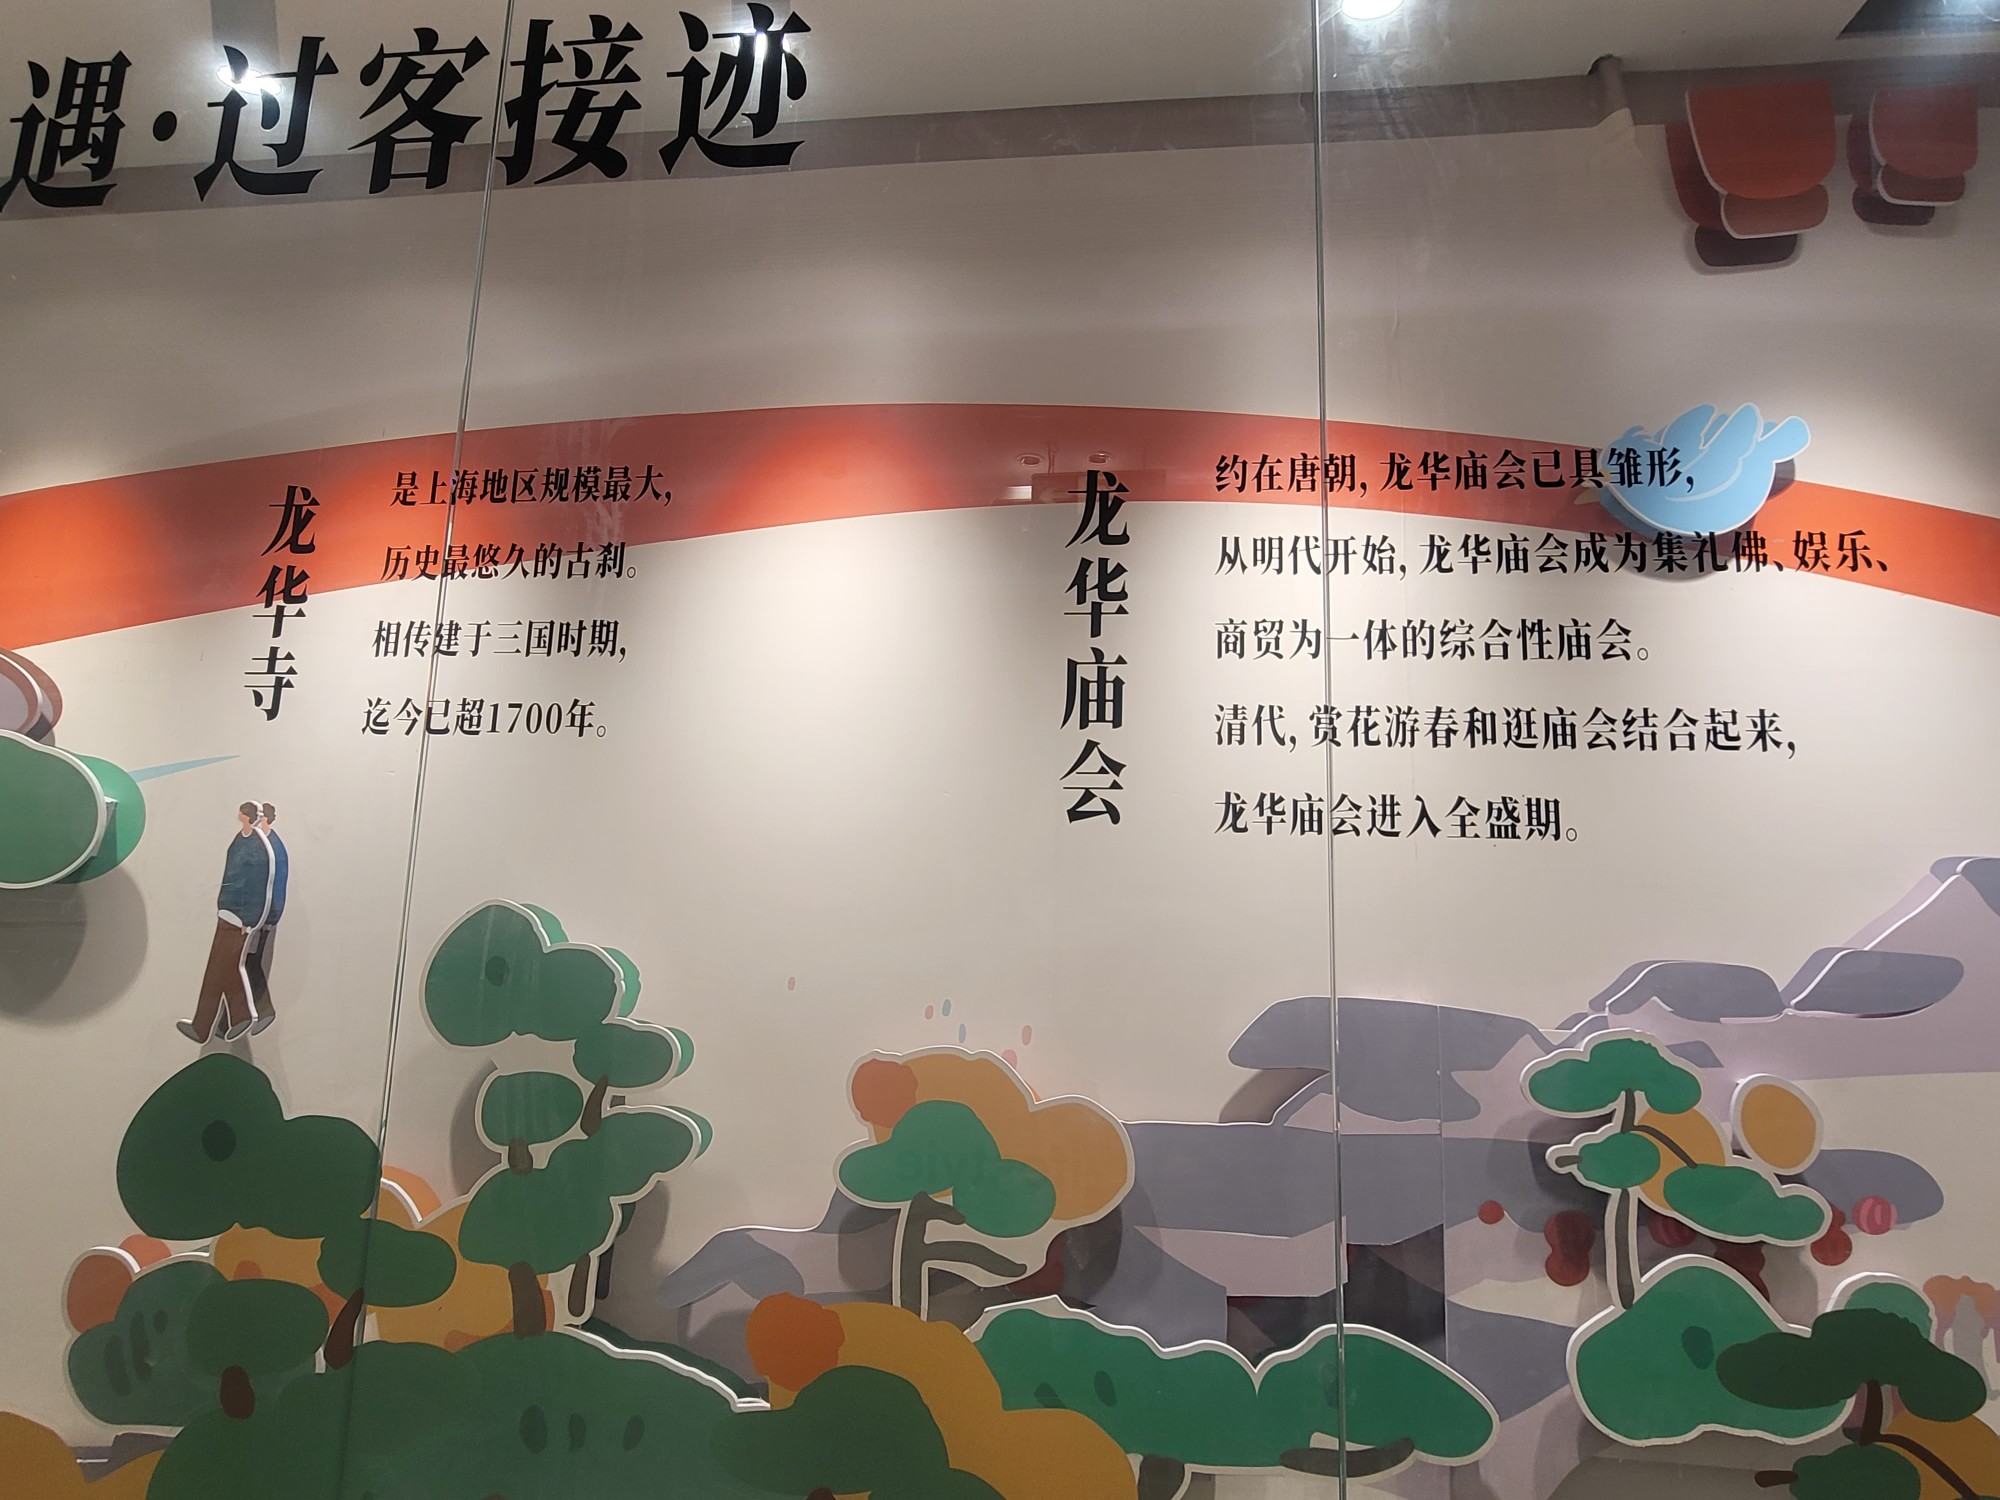 遇·过客接迹
龙华寺
是上海地区规模最大,
历史最悠久的古刹。
相传建于三国时期,
迄今已超1700年。
龙华庙会
约在唐朝,龙华庙会已具雏形,
从明代开始,龙华庙会成为集礼佛、娱乐、
商贸为一体的综合性庙会。
清代,赏花游春和逛庙会结合起来,
龙华庙会进入全盛期。